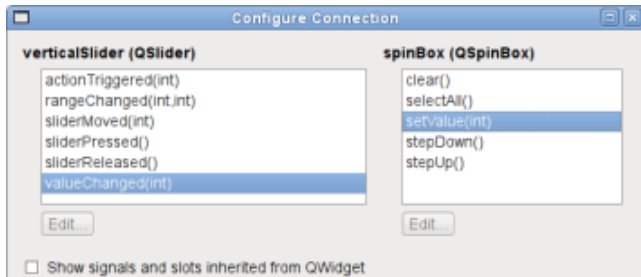 Configure Connection
verticalSlider (QSlider)
actionTriggered(int)
rangeChanged(int,int)
sliderMoved(int)
sliderPressed()
sliderReleased()
valueChanged(int)
Edit...
spinBox (QSpinBox)
clear()
selectAll()
setValue(int)
stepDown()
stepUp()
Edit...
Show signals and slots inherited from QWidget